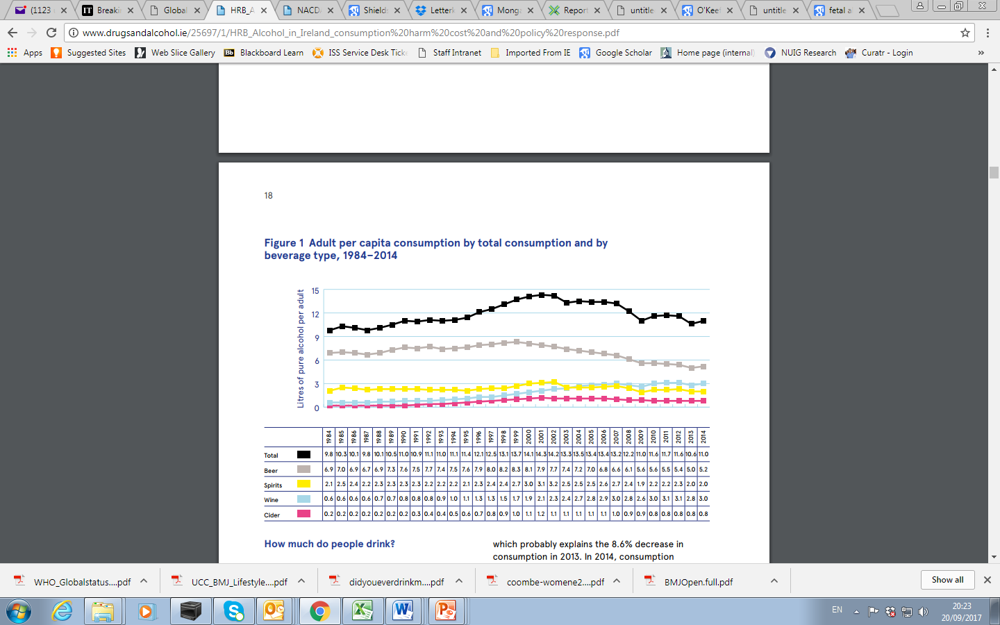 (1123 Breaki Global HRB_A NACD Shields Letterk Monga Report untitle O'Keef untitle fetal al
www.drugsandalcohol.ie/25697/1/HRB_Alcohol_in_Ireland_consumption%20harm%20cost%20and%20policy%20response.pdf
Apps Suggested Sites Web Slice Gallery Blackboard Learn ISS Service Desk Ticke Staff Intranet Imported From IE Google Scholar Home page (internal) NUIG Research Curatr - Login »
18
Figure 1 Adult per capita consumption by total consumption and by
beverage type, 1984–2014
Litres of pure alcohol per adult
15
12
9
6
3
0
1984 1985 1986 1987 1988 1989 1990 1991 1992 1993 1994 1995 1996 1997 1998 1999 2000 2001 2002 2003 2004 2005 2006 2007 2008 2009 2010 2011 2012 2013 2014
Total 9.8 10.3 10.1 9.8 10.1 10.5 11.0 10.9 11.1 11.0 11.1 11.4 12.1 12.5 13.1 13.7 14.1 14.3 14.2 13.3 13.5 13.4 13.4 13.2 12.2 11.0 11.6 11.7 11.6 10.6 11.0
Beer 6.9 7.0 6.9 6.7 6.9 7.3 7.6 7.5 7.7 7.4 7.5 7.6 7.9 8.0 8.2 8.3 8.1 7.9 7.7 7.4 7.2 7.0 6.8 6.6 6.1 5.6 5.6 5.5 5.4 5.0 5.2
Spirits 2.1 2.5 2.4 2.2 2.3 2.3 2.3 2.3 2.2 2.2 2.2 2.1 2.3 2.4 2.4 2.7 3.0 3.1 3.2 2.5 2.5 2.5 2.6 2.7 2.4 1.9 2.2 2.2 2.3 2.0 2.0
Wine 0.6 0.6 0.6 0.6 0.7 0.7 0.8 0.8 0.8 0.9 1.0 1.1 1.3 1.3 1.5 1.7 1.9 2.1 2.3 2.4 2.7 2.8 2.9 3.0 2.8 2.6 3.0 3.1 3.1 2.8 3.0
Cider 0.2 0.2 0.2 0.2 0.2 0.2 0.2 0.3 0.4 0.4 0.5 0.6 0.7 0.8 0.9 1.0 1.1 1.2 1.1 1.1 1.1 1.1 1.1 1.0 0.9 0.9 0.8 0.8 0.8 0.8 0.8
How much do people drink?
which probably explains the 8.6% decrease in
consumption in 2013. In 2014, consumption
WHO_Globalstatus....pdf UCC_BMJ_Lifestyle....pdf didyoueverdrinkm....pdf coombe-womene2....pdf BMJOpen.full.pdf Show all
EN 20:23
20/09/2017